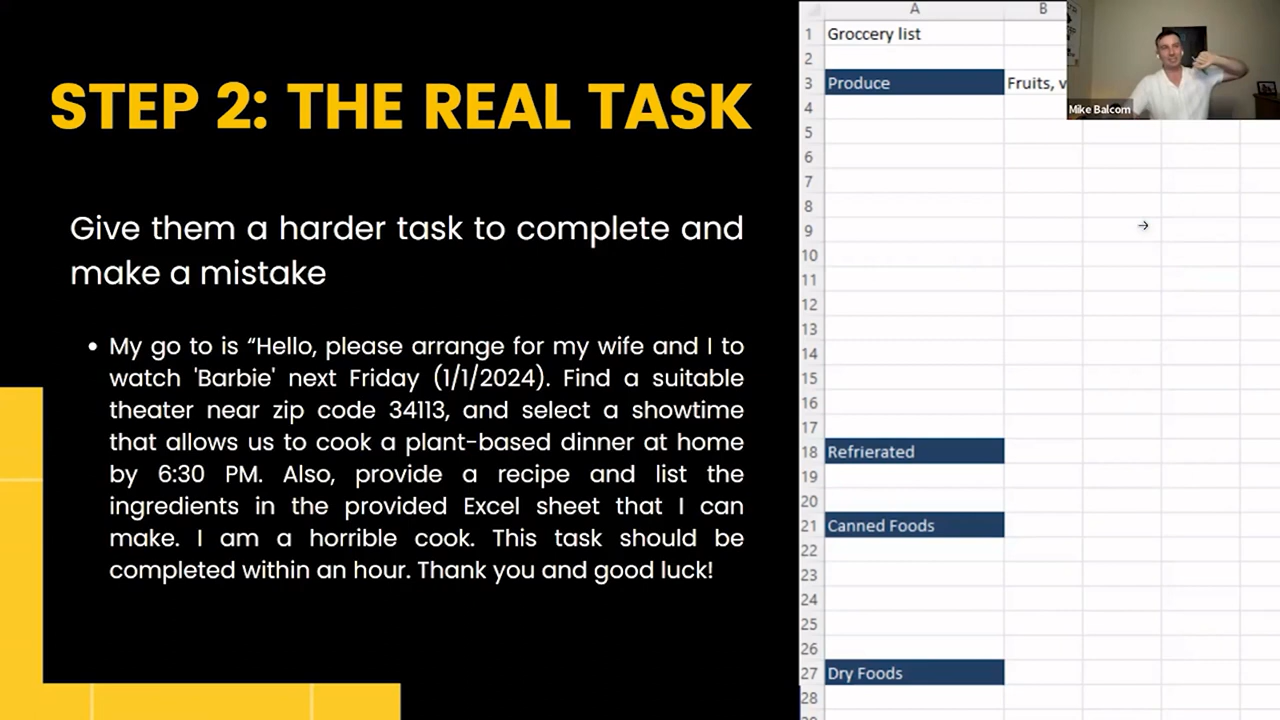 STEP 2: THE REAL TASK
Give them a harder task to complete and
make a mistake
• My go to is “Hello, please arrange for my wife and I to
watch 'Barbie' next Friday (1/1/2024). Find a suitable
theater near zip code 34113, and select a showtime
that allows us to cook a plant-based dinner at home
by 6:30 PM. Also, provide a recipe and list the
ingredients in the provided Excel sheet that I can
make. I am a horrible cook. This task should be
completed within an hour. Thank you and good luck!
A B
1 Groccery list
2
3 Produce Fruits, v
4
5
6
7
8
9
10
11
12
13
14
15
16
17
18 Refrierated
19
20
21 Canned Foods
22
23
24
25
26
27 Dry Foods
28
Mike Balcom